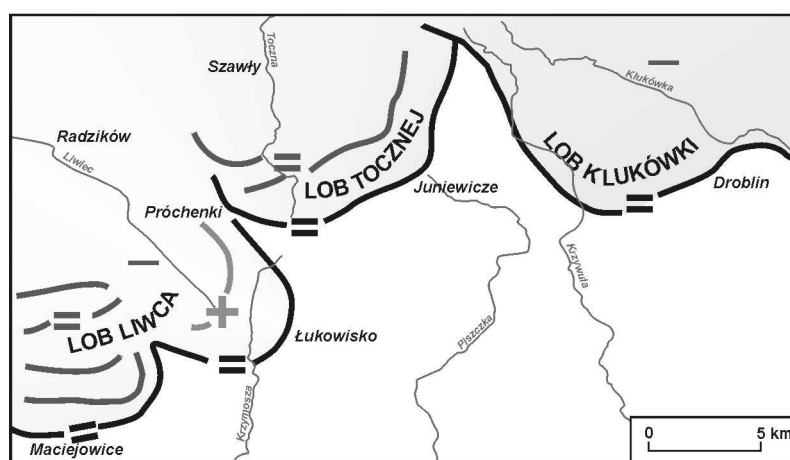 Toczna
Szawły
Klukówka
Radzików
Liwiec
LOB TOCZNEJ
LOB KLUKÓWKI
Juniewicze
Droblin
Próchenki
Krzywula
LOB LIWCA
Łukowisko
Piszczka
Krzymosza
Maciejowice
0 5 km